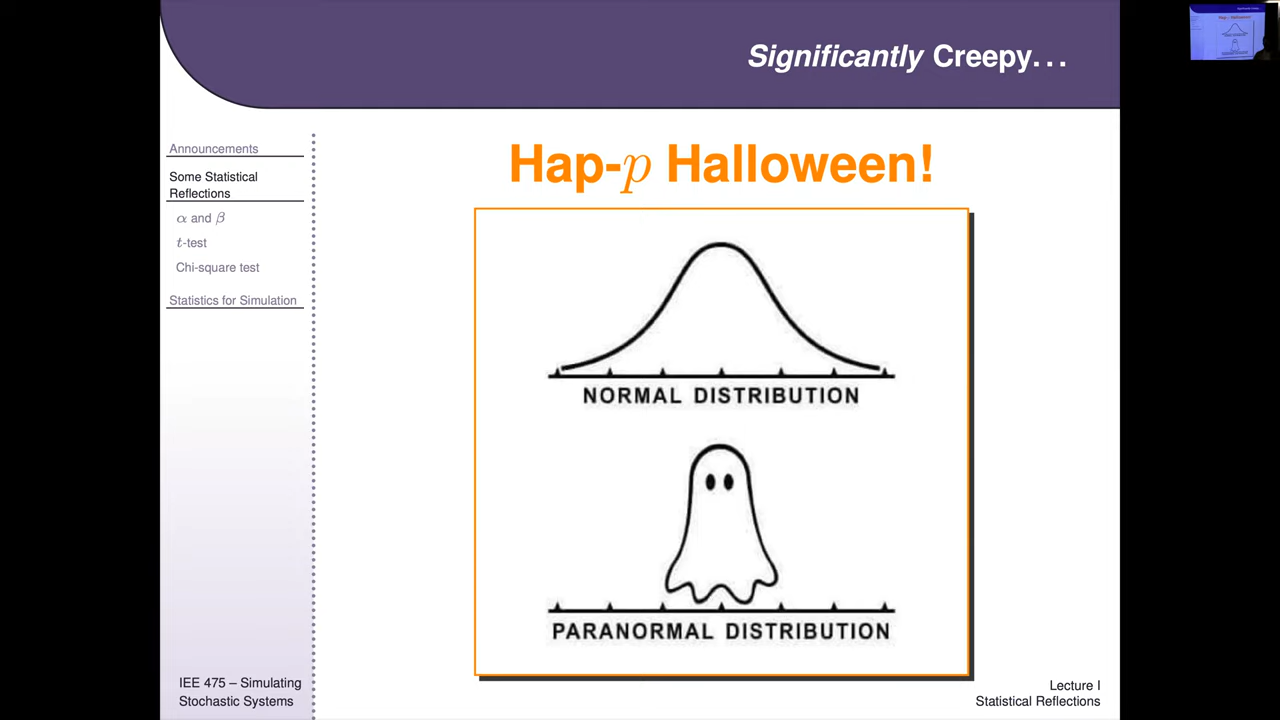 Significantly Creepy...
Announcements
Some Statistical
Reflections
α and β
t-test
Chi-square test
Statistics for Simulation
Hap-p Halloween!
NORMAL DISTRIBUTION
PARANORMAL DISTRIBUTION
IEE 475 – Simulating
Stochastic Systems
Lecture I
Statistical Reflections